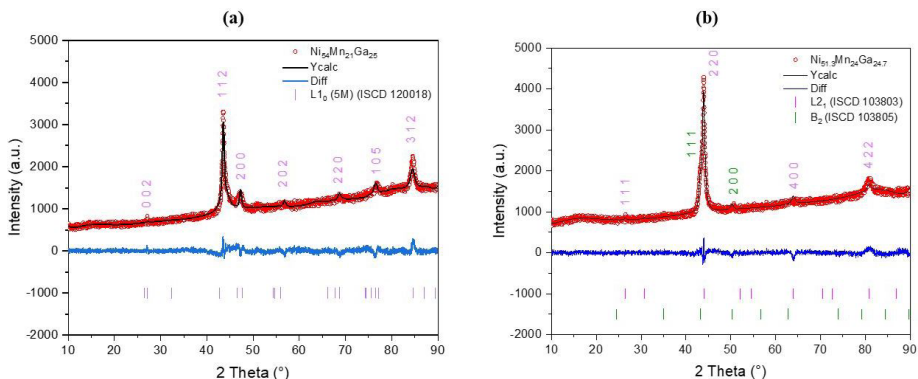 (a)
5000
4000
3000
2000
1000
0
-1000
-2000
Intensity (a.u.)
Ni54Mn21Ga25
Ycalc
Diff
L10 (5M) (ISCD 120018)
002
112
200
202
220
105
312
10 20 30 40 50 60 70 80 90
2 Theta (°)
(b)
5000
4000
3000
2000
1000
0
-1000
-2000
Intensity (a.u.)
Ni51.3Mn24Ga24.7
Ycalc
Diff
L21 (ISCD 103803)
B2 (ISCD 103805)
111
111
220
200
400
422
10 20 30 40 50 60 70 80 90
2 Theta (°)